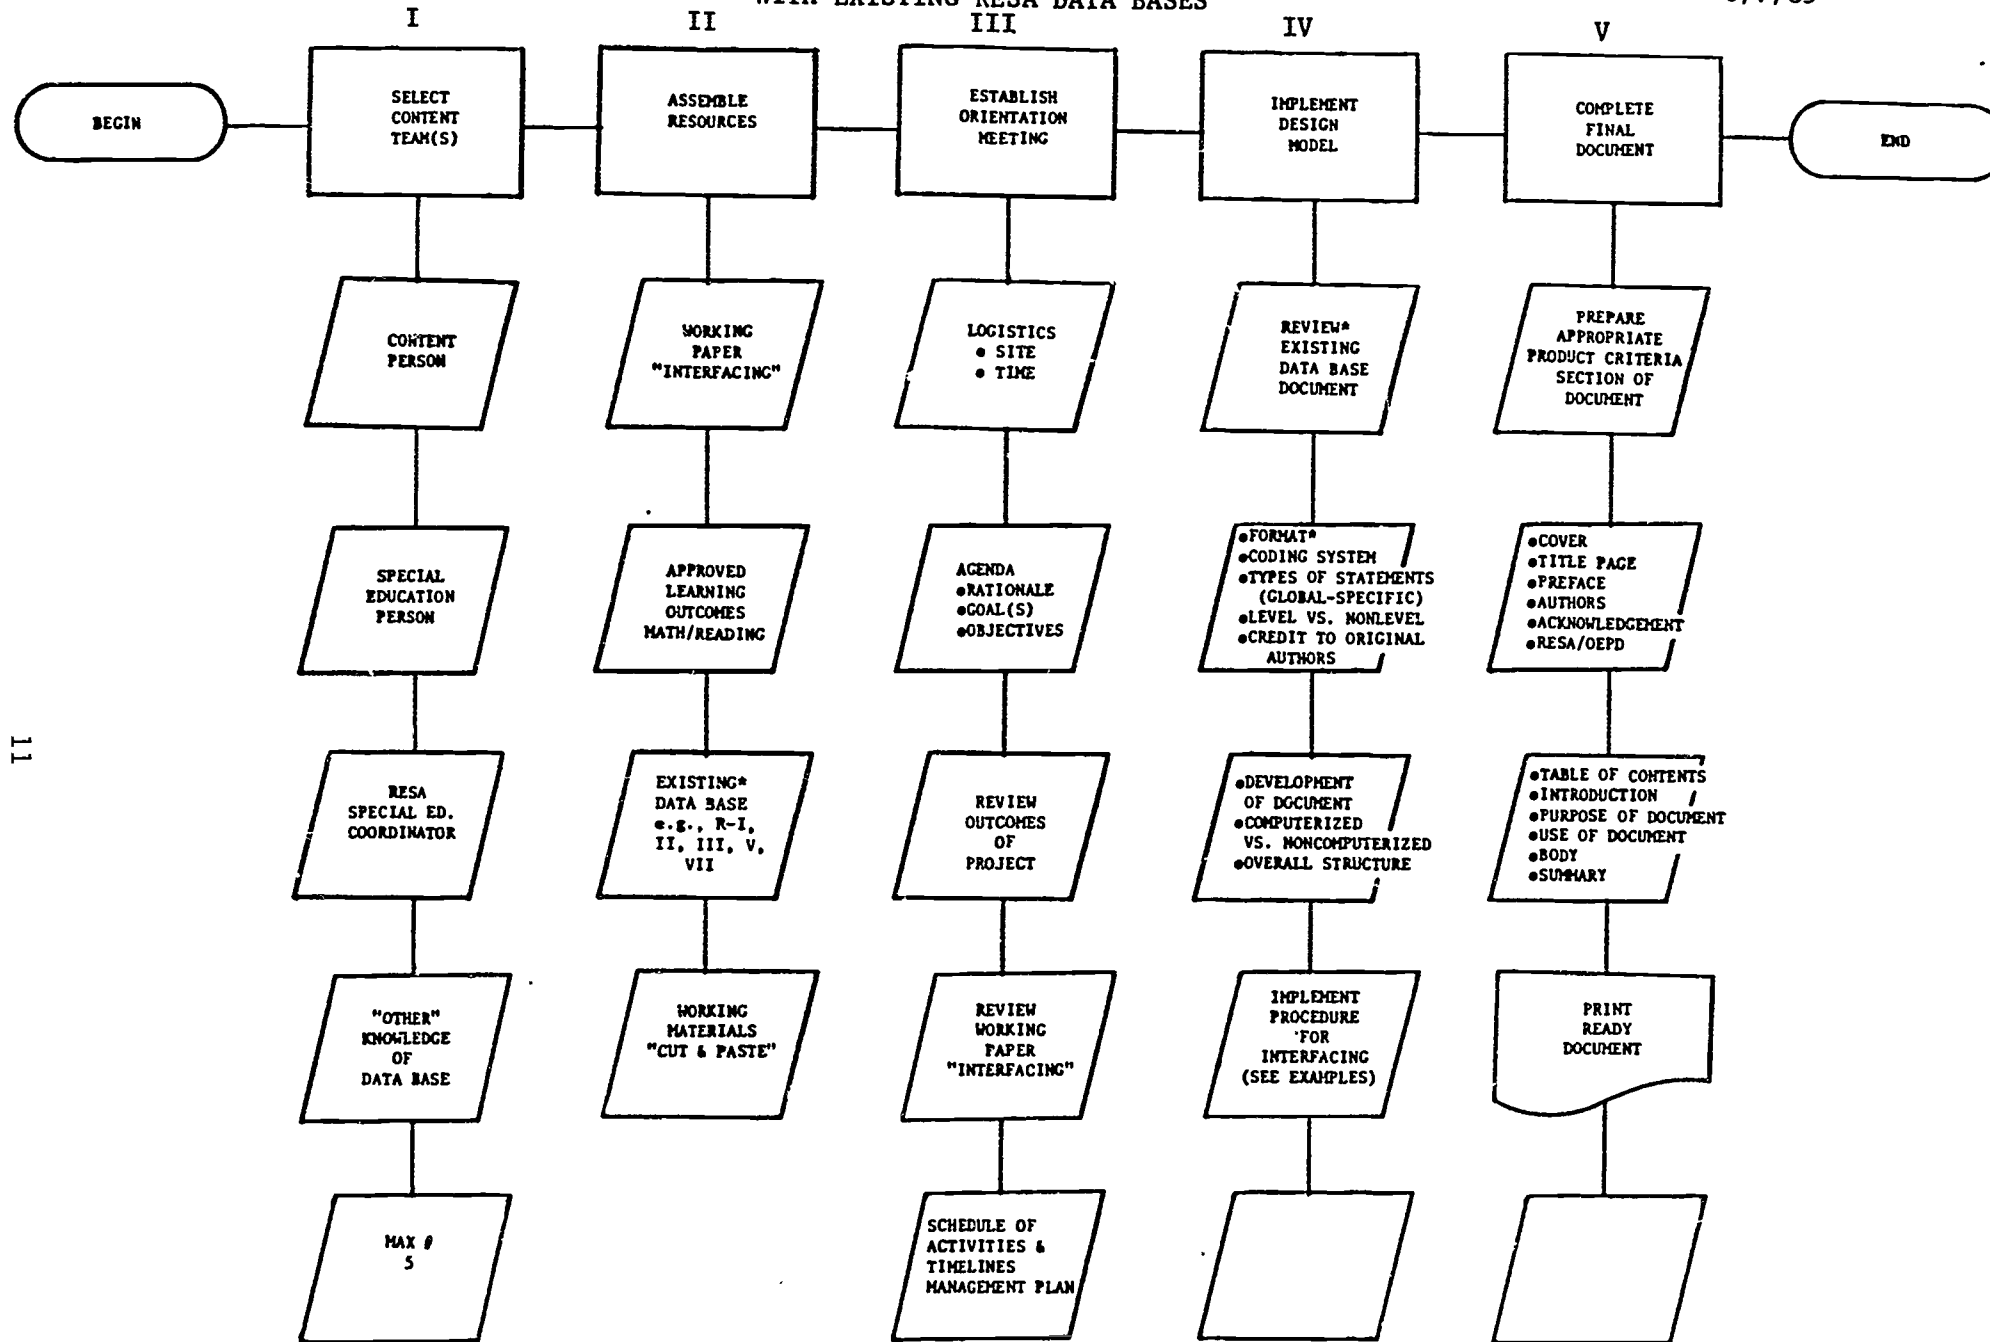 WITH EXISTING RESA DATA BASES
I
II
III
IV
V
BEGIN
SELECT
CONTENT
TEAM(S)
ASSEMBLE
RESOURCES
ESTABLISH
ORIENTATION
MEETING
IMPLEMENT
DESIGN
MODEL
COMPLETE
FINAL
DOCUMENT
END
CONTENT
PERSON
WORKING
PAPER
"INTERFACING"
LOGISTICS
● SITE
● TIME
REVIEW*
EXISTING
DATA BASE
DOCUMENT
PREPARE
APPROPRIATE
PRODUCT CRITERIA
SECTION OF
DOCUMENT
SPECIAL
EDUCATION
PERSON
APPROVED
LEARNING
OUTCOMES
MATH/READING
AGENDA
●RATIONALE
●GOAL(S)
●OBJECTIVES
●FORMAT*
●CODING SYSTEM
●TYPES OF STATEMENTS
(GLOBAL-SPECIFIC)
●LEVEL VS. NONLEVEL
●CREDIT TO ORIGINAL
AUTHORS
●COVER
●TITLE PAGE
●PREFACE
●AUTHORS
●ACKNOWLEDGEMENT
●RESA/OEPD
11
RESA
SPECIAL ED.
COORDINATOR
EXISTING*
DATA BASE
e.g., R-I,
II, III, V,
VII
REVIEW
OUTCOMES
OF
PROJECT
●DEVELOPMENT
OF DOCUMENT
●COMPUTERIZED
VS. NONCOMPUTERIZED
●OVERALL STRUCTURE
●TABLE OF CONTENTS
●INTRODUCTION
●PURPOSE OF DOCUMENT
●USE OF DOCUMENT
●BODY
●SUMMARY
"OTHER"
KNOWLEDGE
OF
DATA BASE
WORKING
MATERIALS
"CUT & PASTE"
REVIEW
WORKING
PAPER
"INTERFACING"
IMPLEMENT
PROCEDURE
FOR
INTERFACING
(SEE EXAMPLES)
PRINT
READY
DOCUMENT
MAX #
5
SCHEDULE OF
ACTIVITIES &
TIMELINES
MANAGEMENT PLAN